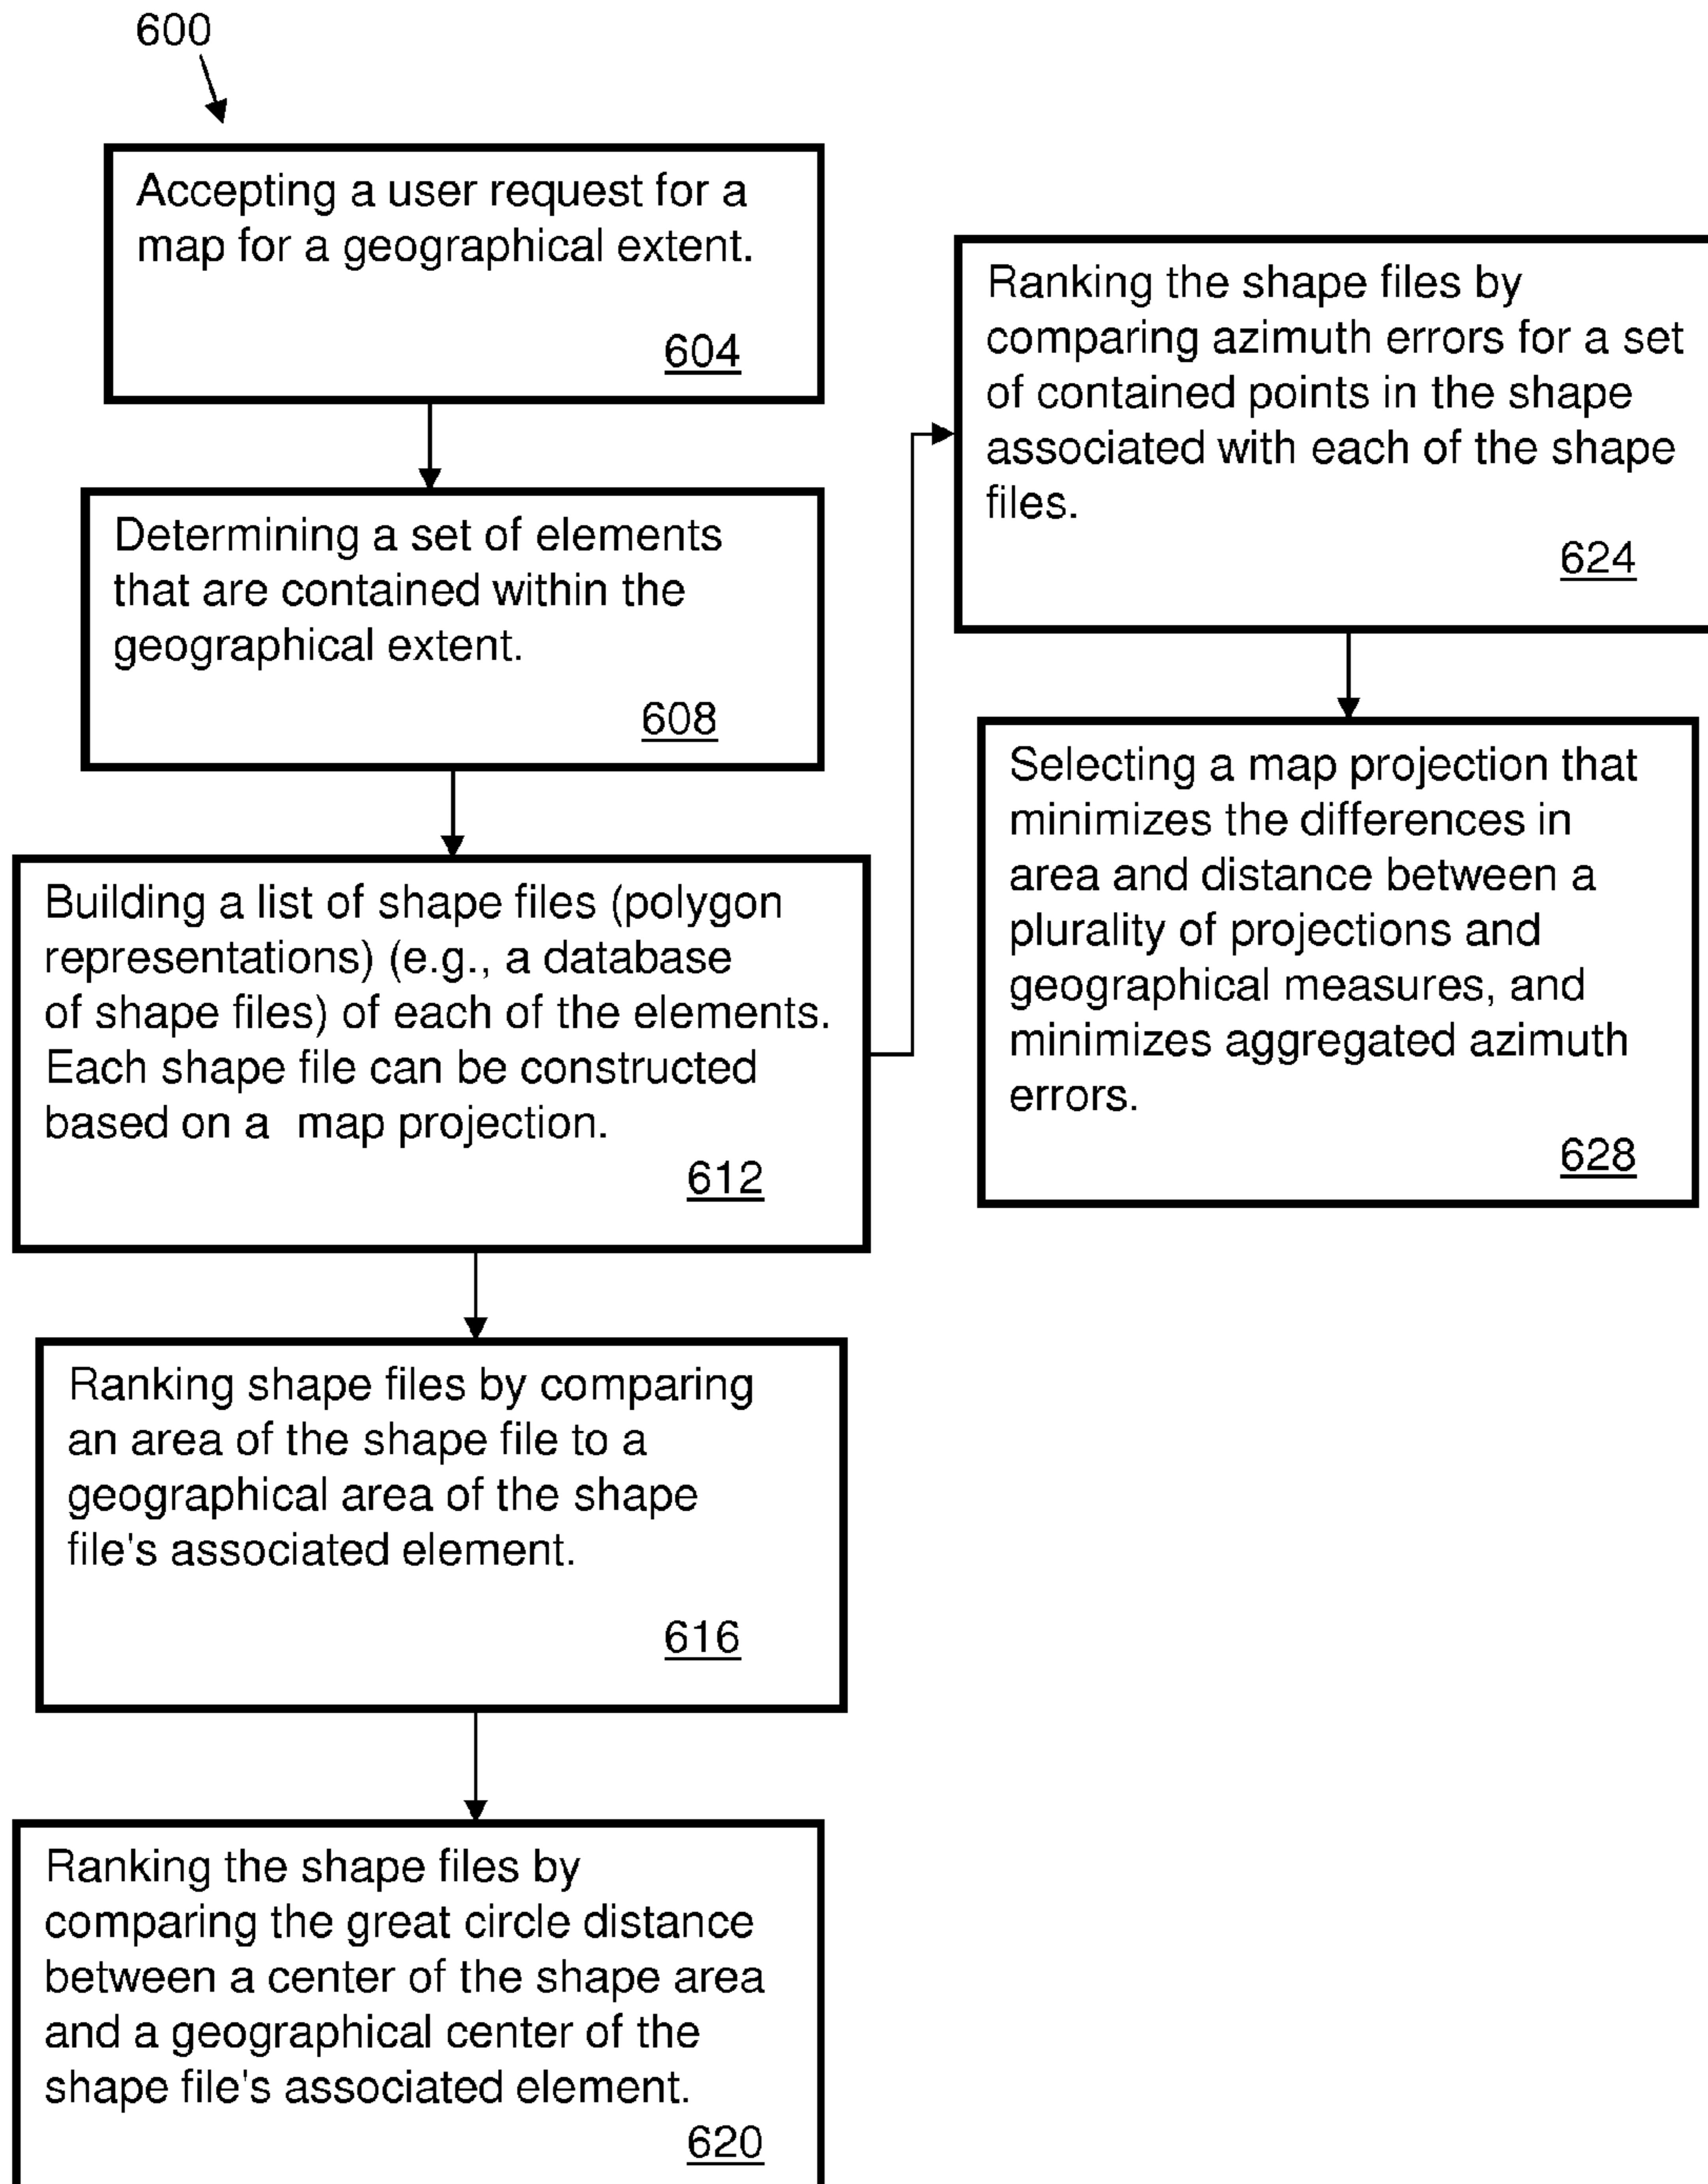 600
Accepting a user request for a
map for a geographical extent.
604
Determining a set of elements
that are contained within the
geographical extent.
608
Building a list of shape files (polygon
representations) (e.g., a database
of shape files) of each of the elements.
Each shape file can be constructed
based on a  map projection.
612
Ranking shape files by comparing
an area of the shape file to a
geographical area of the shape
file's associated element.
616
Ranking the shape files by
comparing the great circle distance
between a center of the shape area
and a geographical center of the
shape file's associated element.
620
Ranking the shape files by
comparing azimuth errors for a set
of contained points in the shape
associated with each of the shape
files.
624
Selecting a map projection that
minimizes the differences in
area and distance between a
plurality of projections and
geographical measures, and
minimizes aggregated azimuth
errors.
628